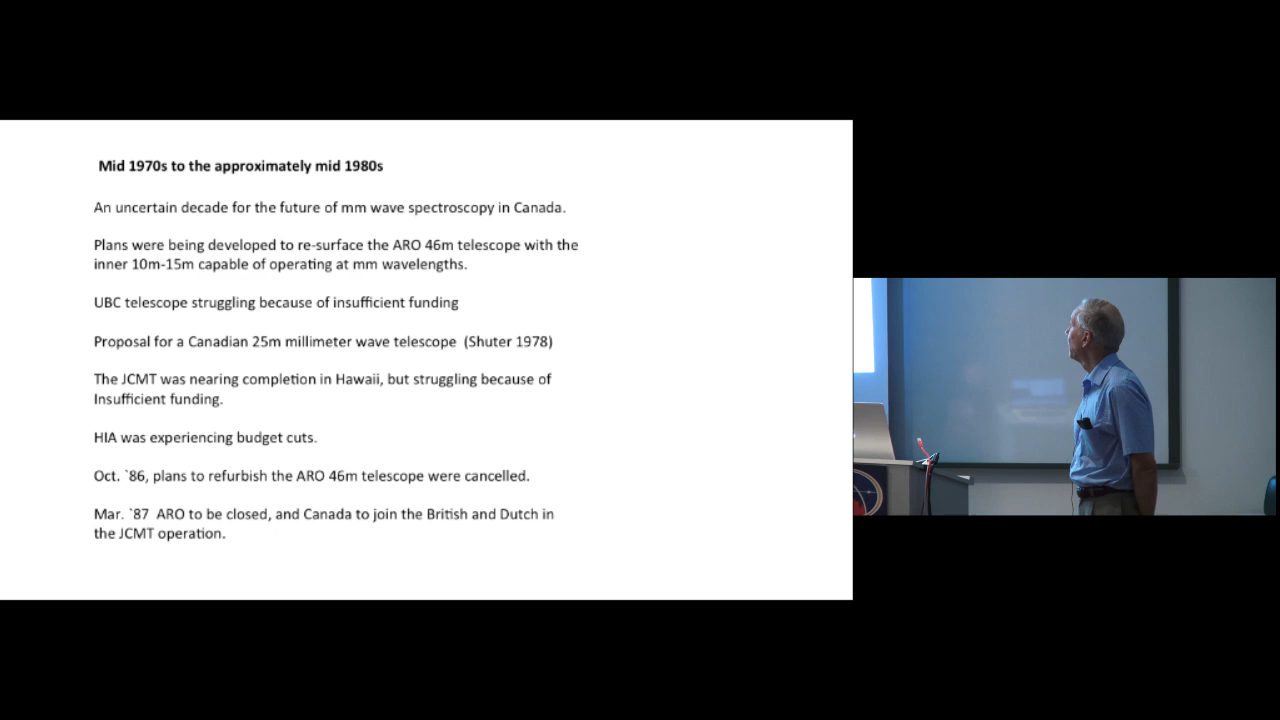 Mid 1970s to the approximately mid 1980s
An uncertain decade for the future of mm wave spectroscopy in Canada.
Plans were being developed to re-surface the ARO 46m telescope with the
inner 10m-15m capable of operating at mm wavelengths.
UBC telescope struggling because of insufficient funding
Proposal for a Canadian 25m millimeter wave telescope (Shuter 1978)
The JCMT was nearing completion in Hawaii, but struggling because of
Insufficient funding.
HIA was experiencing budget cuts.
Oct. `86, plans to refurbish the ARO 46m telescope were cancelled.
Mar. `87 ARO to be closed, and Canada to join the British and Dutch in
the JCMT operation.